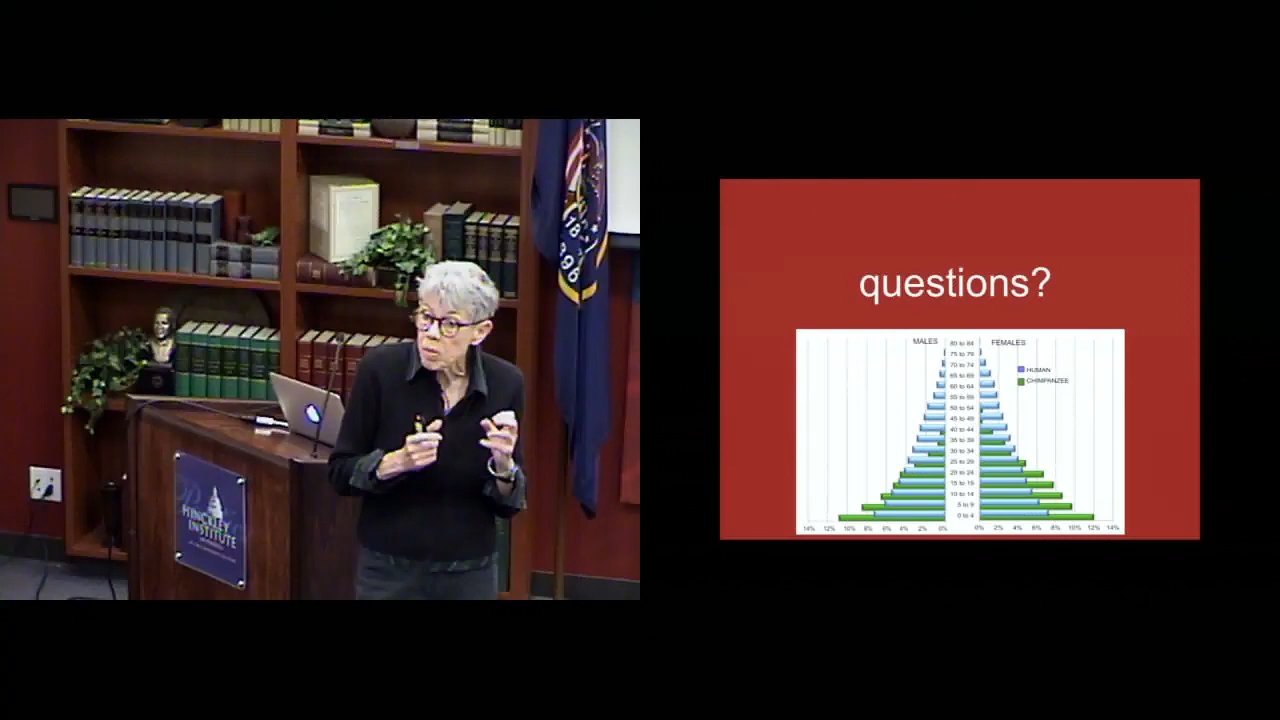 18
96
HINCKLEY
INSTITUTE
questions?
MALES
FEMALES
80 to 84
75 to 79
70 to 74
65 to 69
60 to 64
55 to 59
50 to 54
45 to 49
40 to 44
35 to 39
30 to 34
25 to 29
20 to 24
15 to 19
10 to 14
5 to 9
0 to 4
HUMAN
CHIMPANZEE
14% 12% 10% 8% 6% 4% 2% 0%
0% 2% 4% 6% 8% 10% 12% 14%